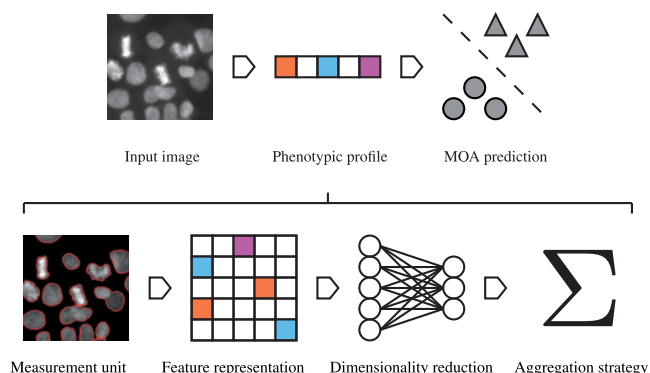 Input image
Phenotypic profile
MOA prediction
Measurement unit
Feature representation
Dimensionality reduction
Aggregation strategy